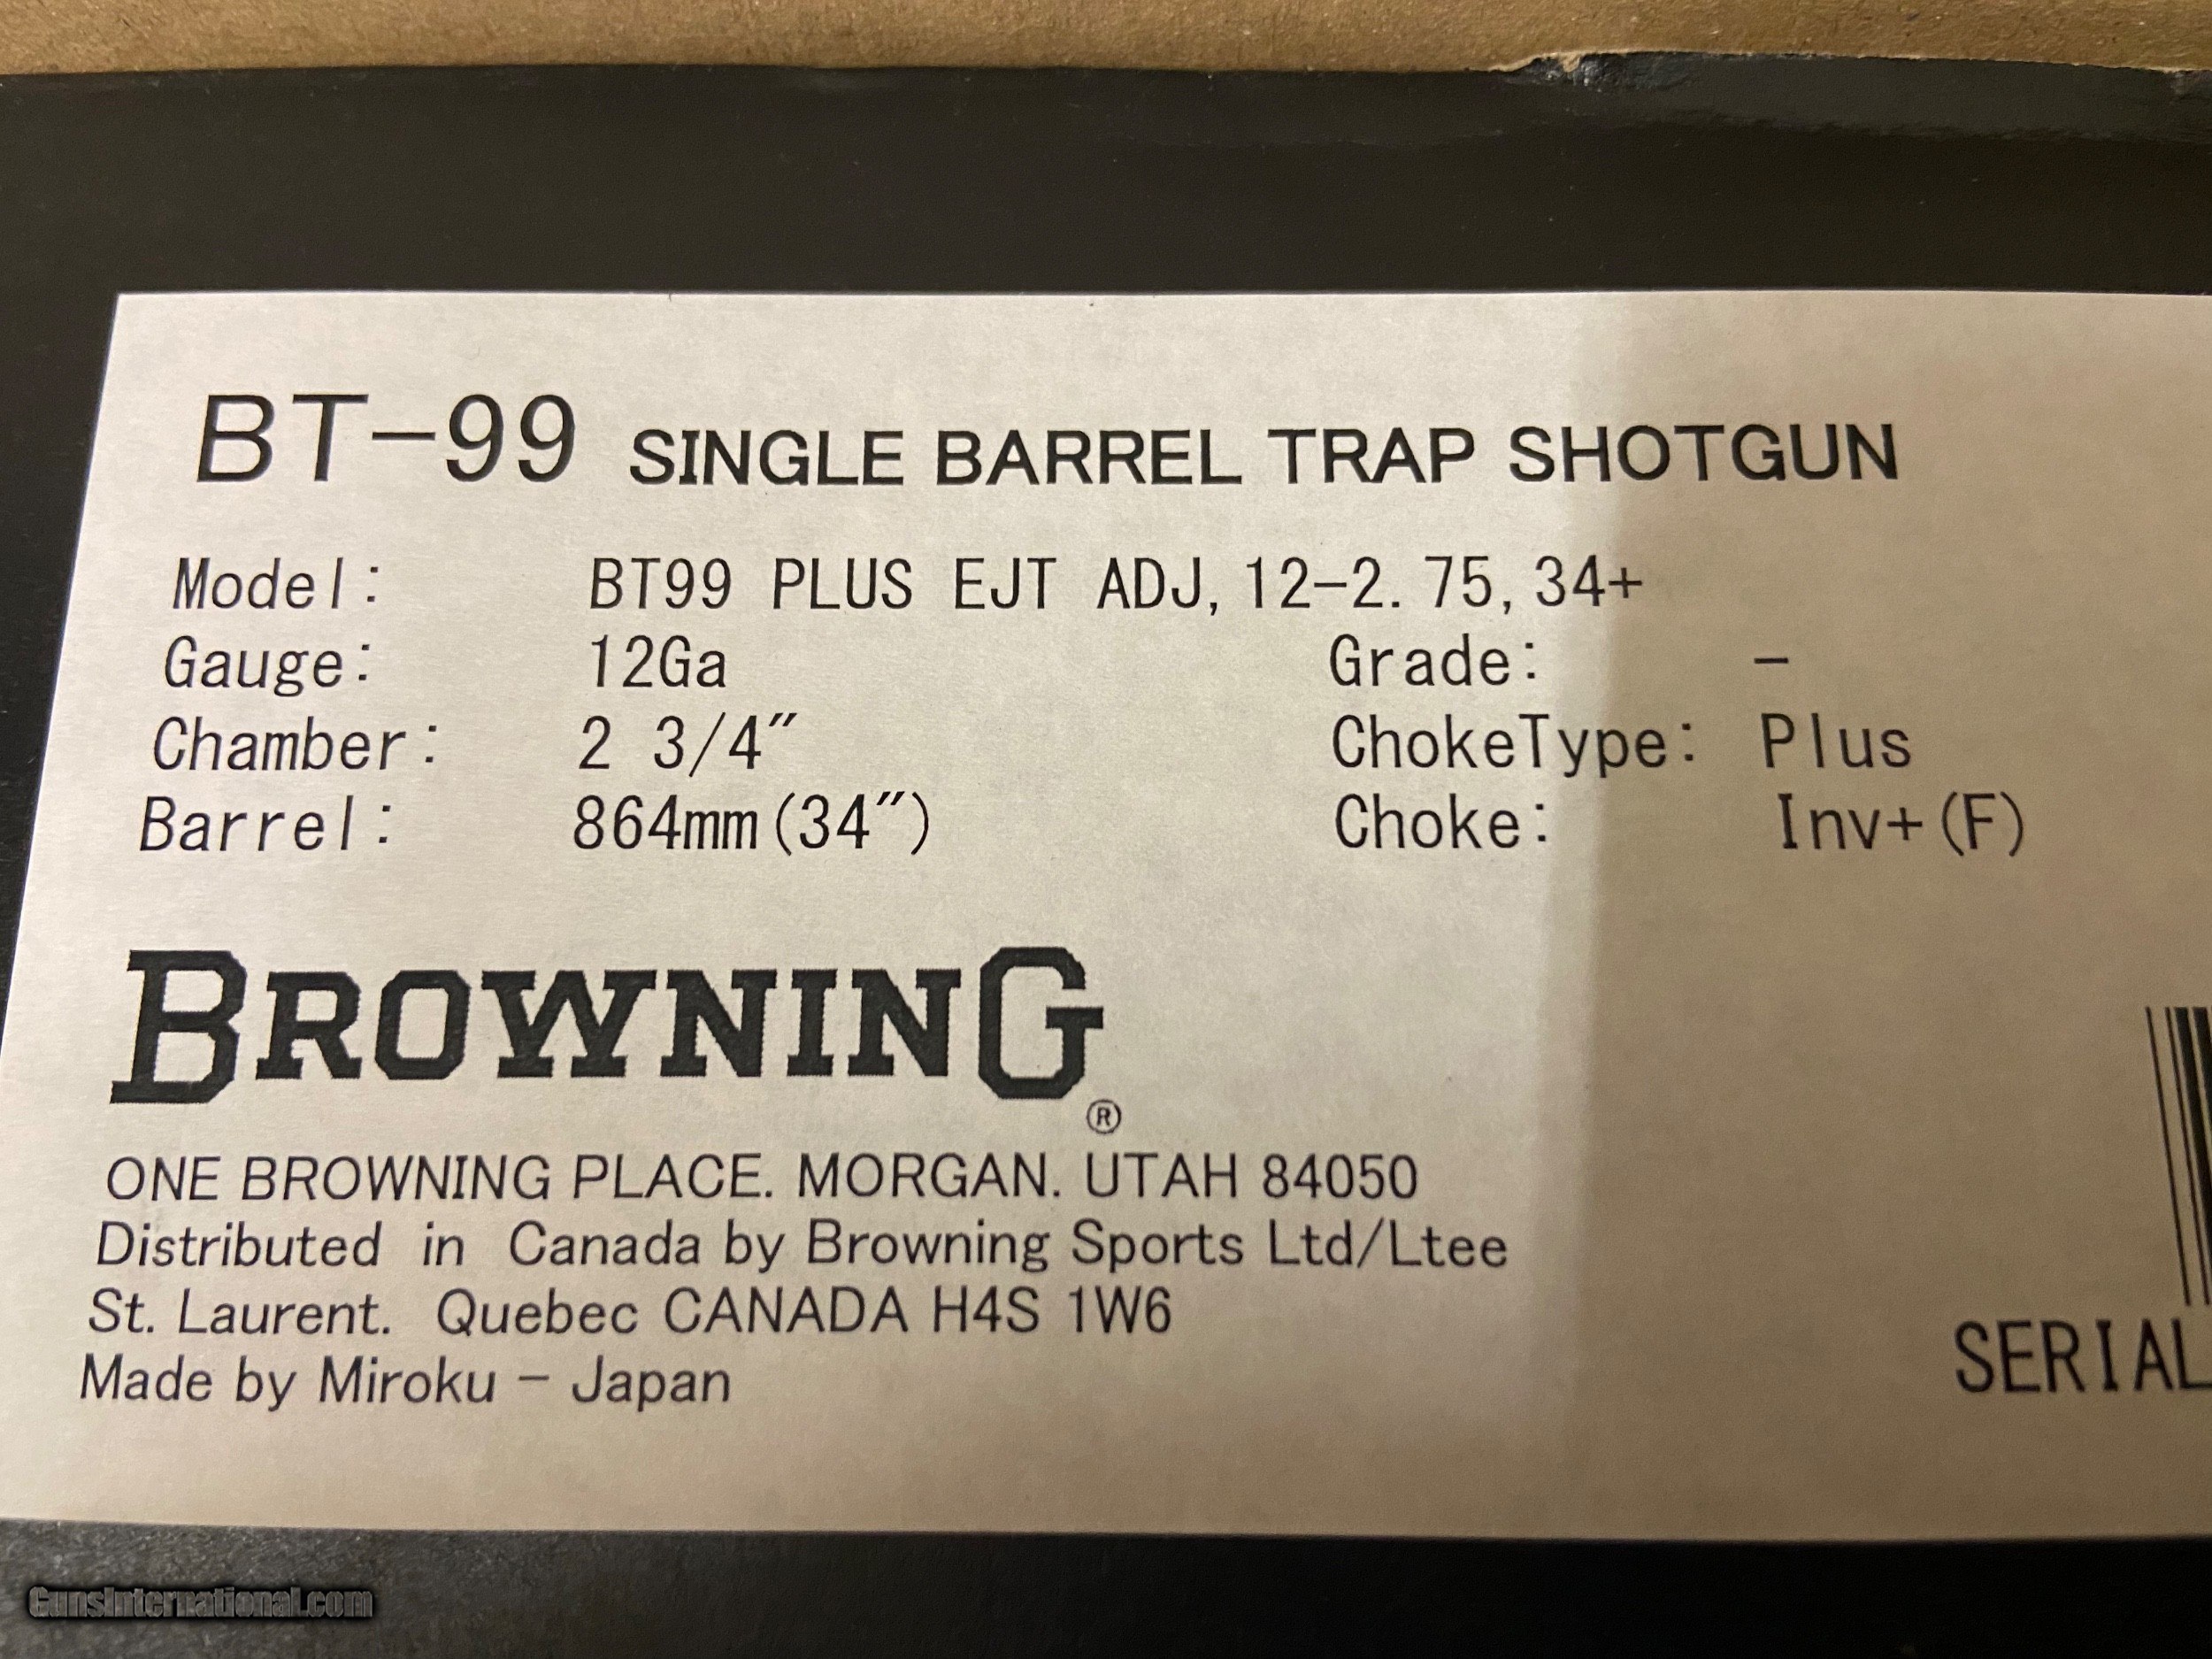 BT-99 SINGLE BARREL TRAP SHOTGUN
Model: BT99 PLUS EJT ADJ, 12-2. 75, 34+
Gauge: 12Ga Grade: -
Chamber: 2 3/4" ChokeType: Plus
Barrel: 864mm (34") Choke: Inv+ (F)
BROWNING®
ONE BROWNING PLACE. MORGAN. UTAH 84050
Distributed in Canada by Browning Sports Ltd/Ltee
St. Laurent. Quebec CANADA H4S 1W6
Made by Miroku - Japan
SERIAL
GunsInternational.com